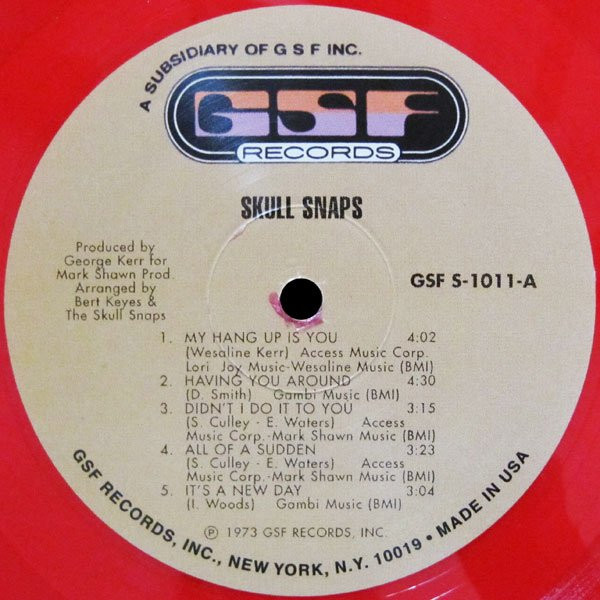 A SUBSIDIARY OF G S F INC.
GSF
RECORDS
SKULL SNAPS
Produced by
George Kerr for
Mark Shawn Prod.
Arranged by
Bert Keyes &
The Skull Snaps
GSF S-1011-A
1. MY HANG UP IS YOU 4:02
(Wesaline Kerr) Access Music Corp.
Lori Joy Music-Wesaline Music (BMI)
2. HAVING YOU AROUND 4:30
(D. Smith) Gambi Music (BMI)
3. DIDN'T I DO IT TO YOU 3:15
(S. Culley - E. Waters) Access
Music Corp.-Mark Shawn Music (BMI)
4. ALL OF A SUDDEN 3:23
(S. Culley - E. Waters) Access
Music Corp.-Mark Shawn Music (BMI)
5. IT'S A NEW DAY 3:04
(I. Woods) Gambi Music (BMI)
℗ 1973 GSF RECORDS, INC.
GSF RECORDS, INC., NEW YORK, N.Y. 10019 • MADE IN USA